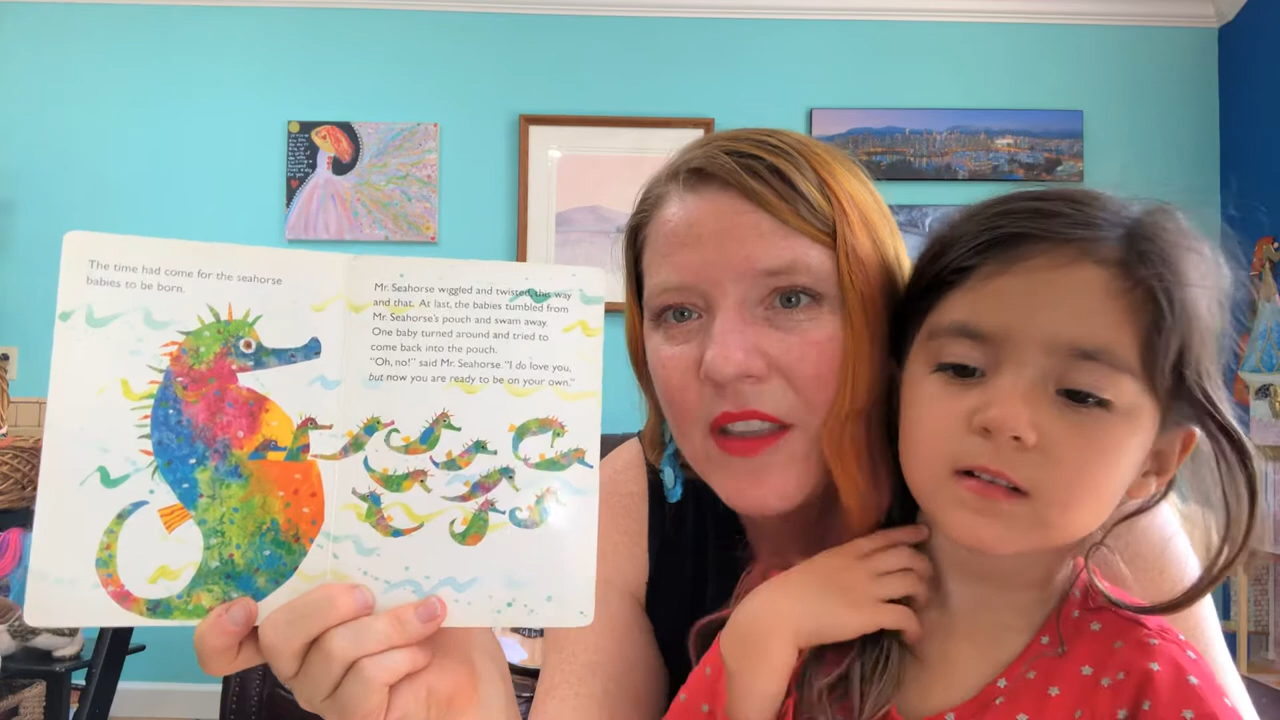 The time had come for the seahorse
babies to be born.
Mr. Seahorse wiggled and twisted, this way
and that. At last, the babies tumbled from
Mr. Seahorse's pouch and swam away.
One baby turned around and tried to
come back into the pouch.
"Oh, no!" said Mr. Seahorse. "I do love you,
but now you are ready to be on your own."